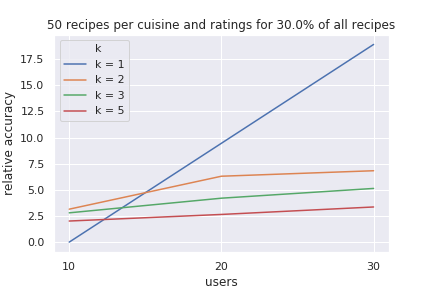 50 recipes per cuisine and ratings for 30.0% of all recipes
k
k = 1
k = 2
k = 3
k = 5
17.5
15.0
12.5
10.0
7.5
5.0
2.5
0.0
relative accuracy
10 20 30
users